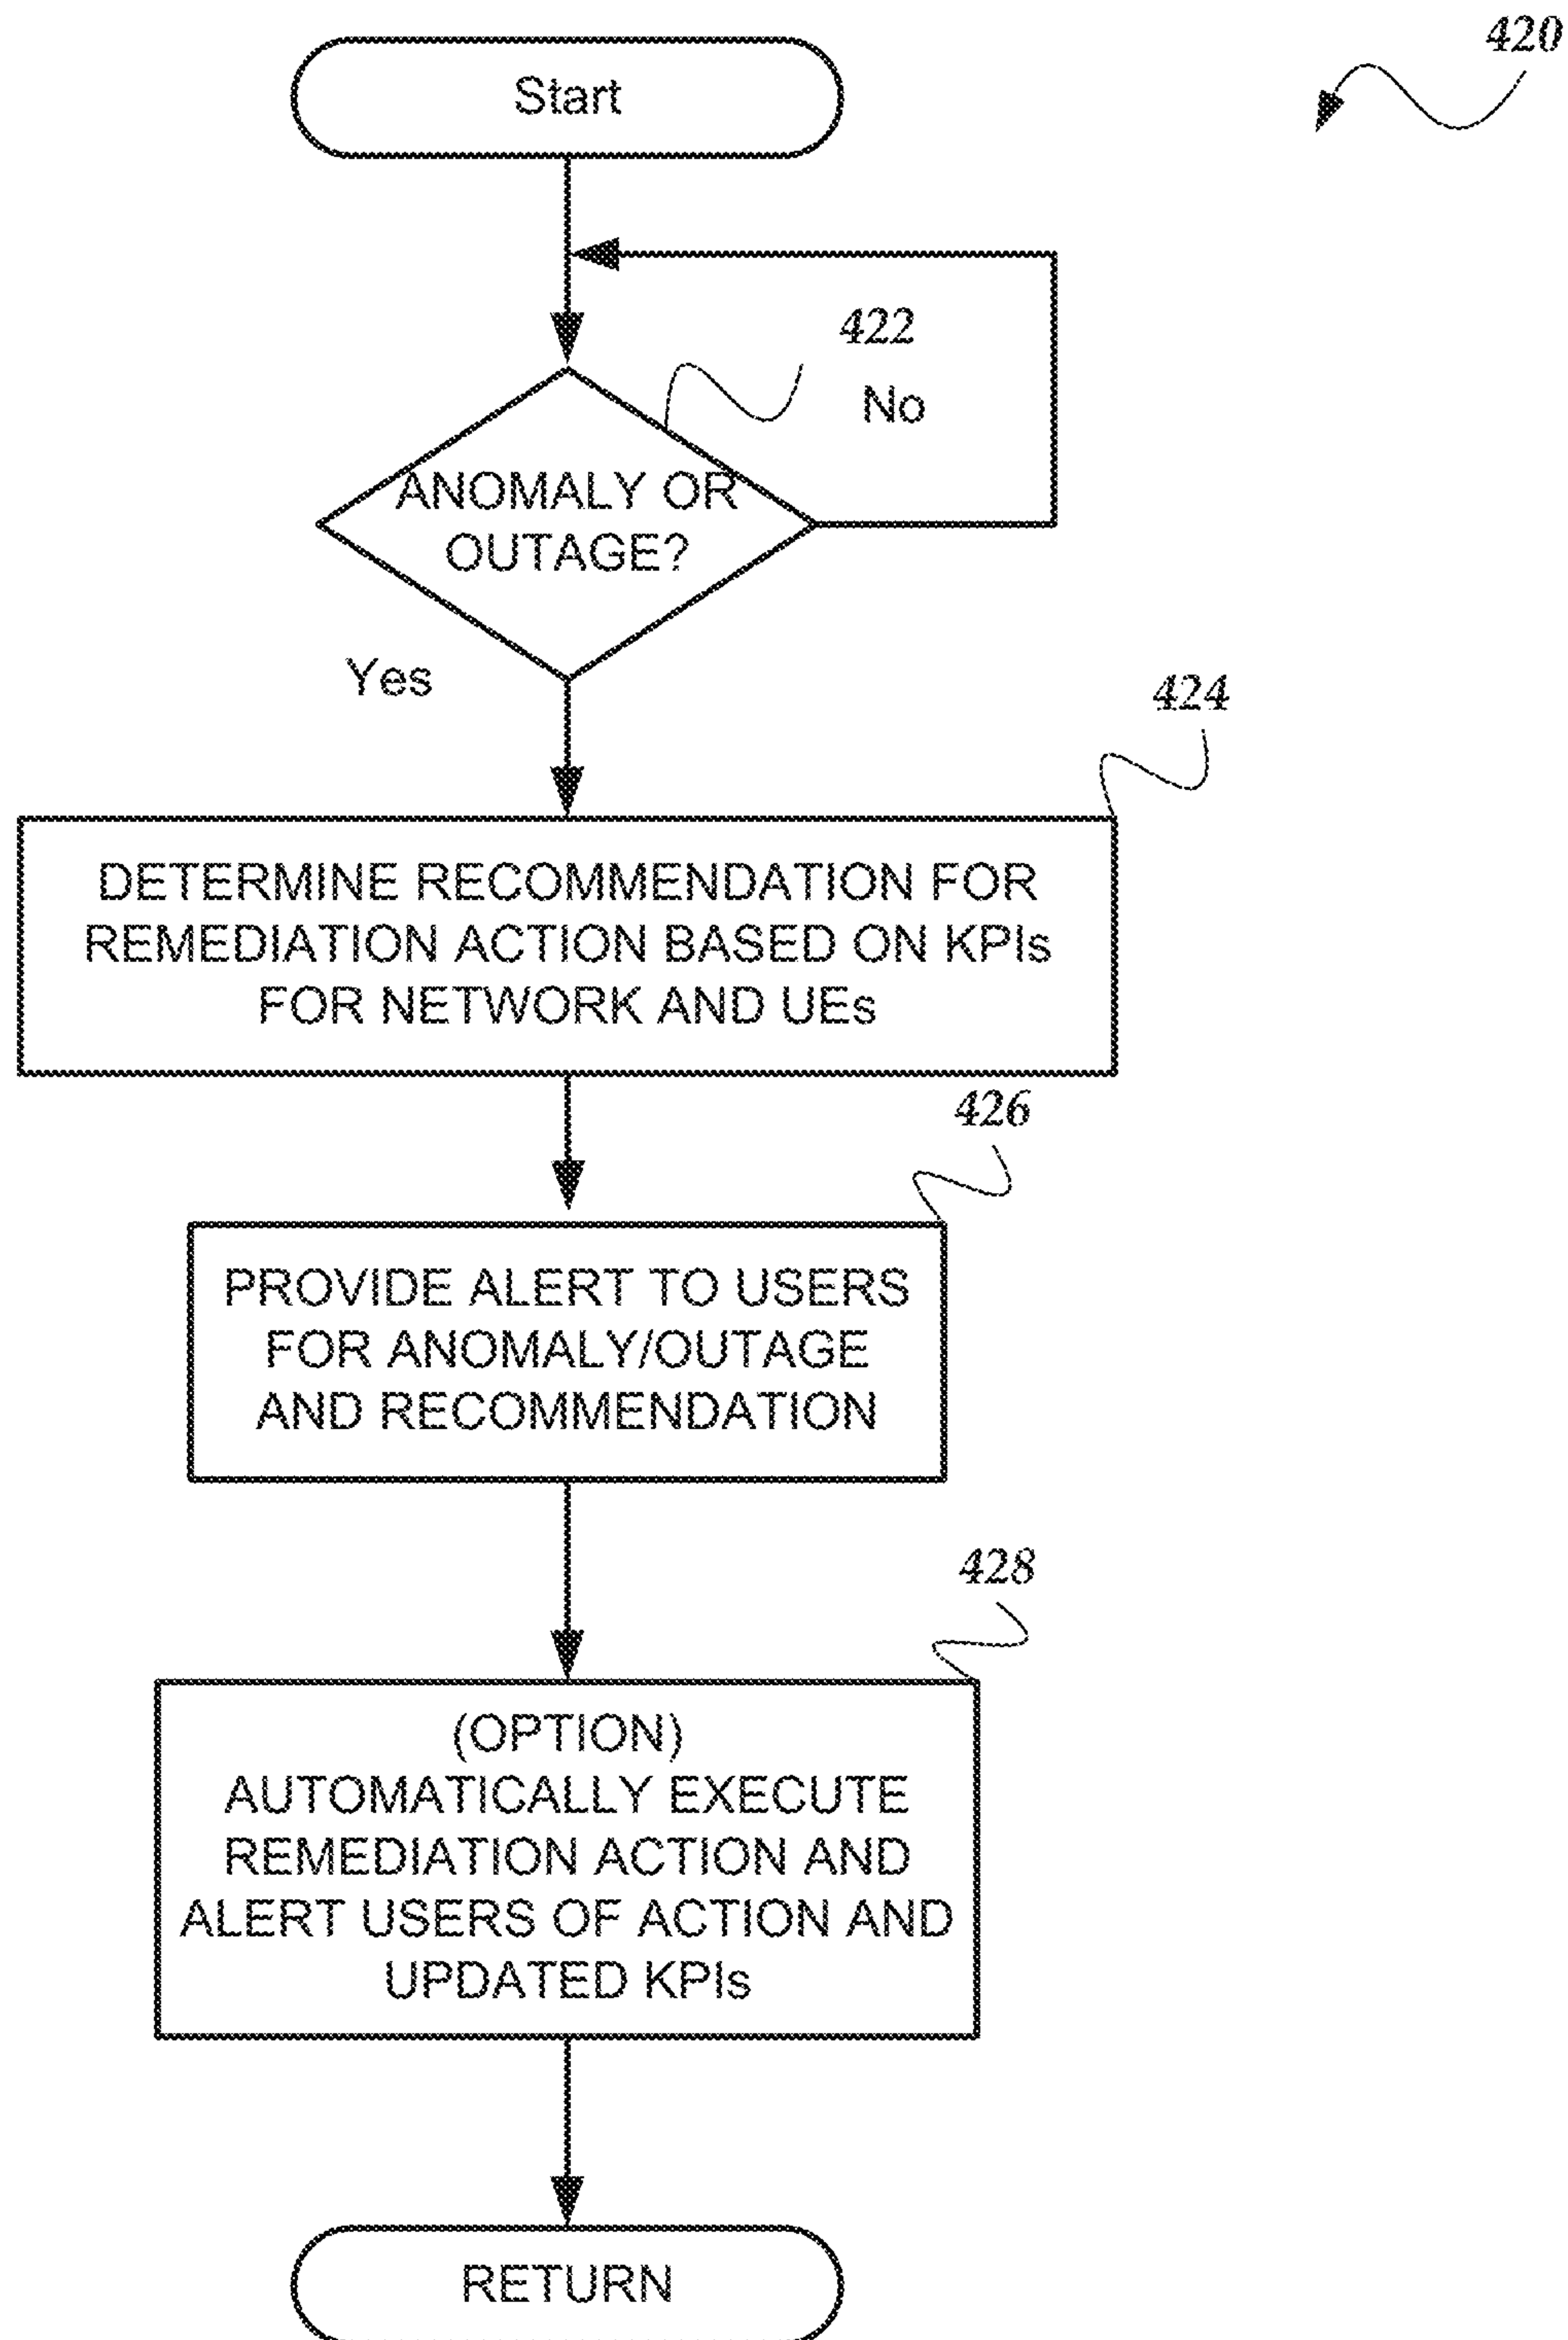 420
Start
422
No
ANOMALY OR
OUTAGE?
Yes
424
DETERMINE RECOMMENDATION FOR
REMEDIATION ACTION BASED ON KPIs
FOR NETWORK AND UEs
426
PROVIDE ALERT TO USERS
FOR ANOMALY/OUTAGE
AND RECOMMENDATION
428
(OPTION)
AUTOMATICALLY EXECUTE
REMEDIATION ACTION AND
ALERT USERS OF ACTION AND
UPDATED KPIs
RETURN